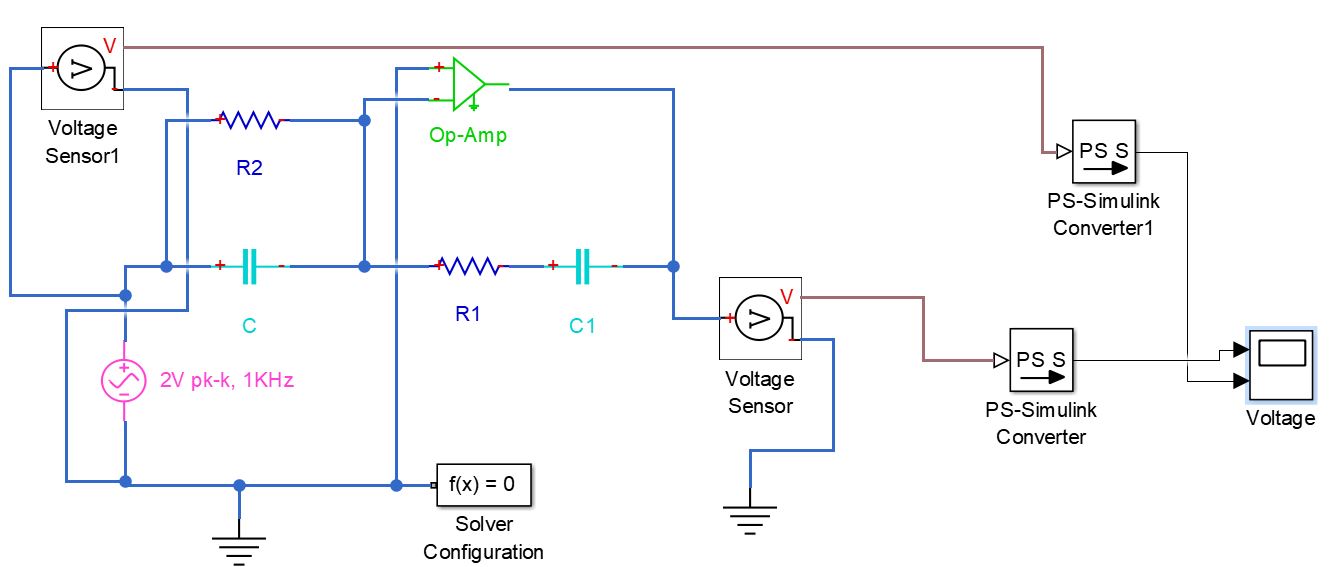 V
V
Voltage
Sensor1
R2
Op-Amp
PS S
PS-Simulink
Converter1
C
R1
C1
2V pk-k, 1KHz
V
V
Voltage
Sensor
PS S
PS-Simulink
Converter
Voltage
f(x) = 0
Solver
Configuration